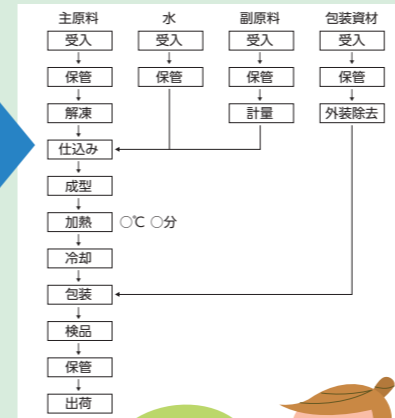 主原料 水 副原料 包装資材
受入 受入 受入 受入
保管 保管 保管 保管
解凍 計量 外装除去
仕込み
成型
加熱 ○℃ ○分
冷却
包装
検品
保管
出荷